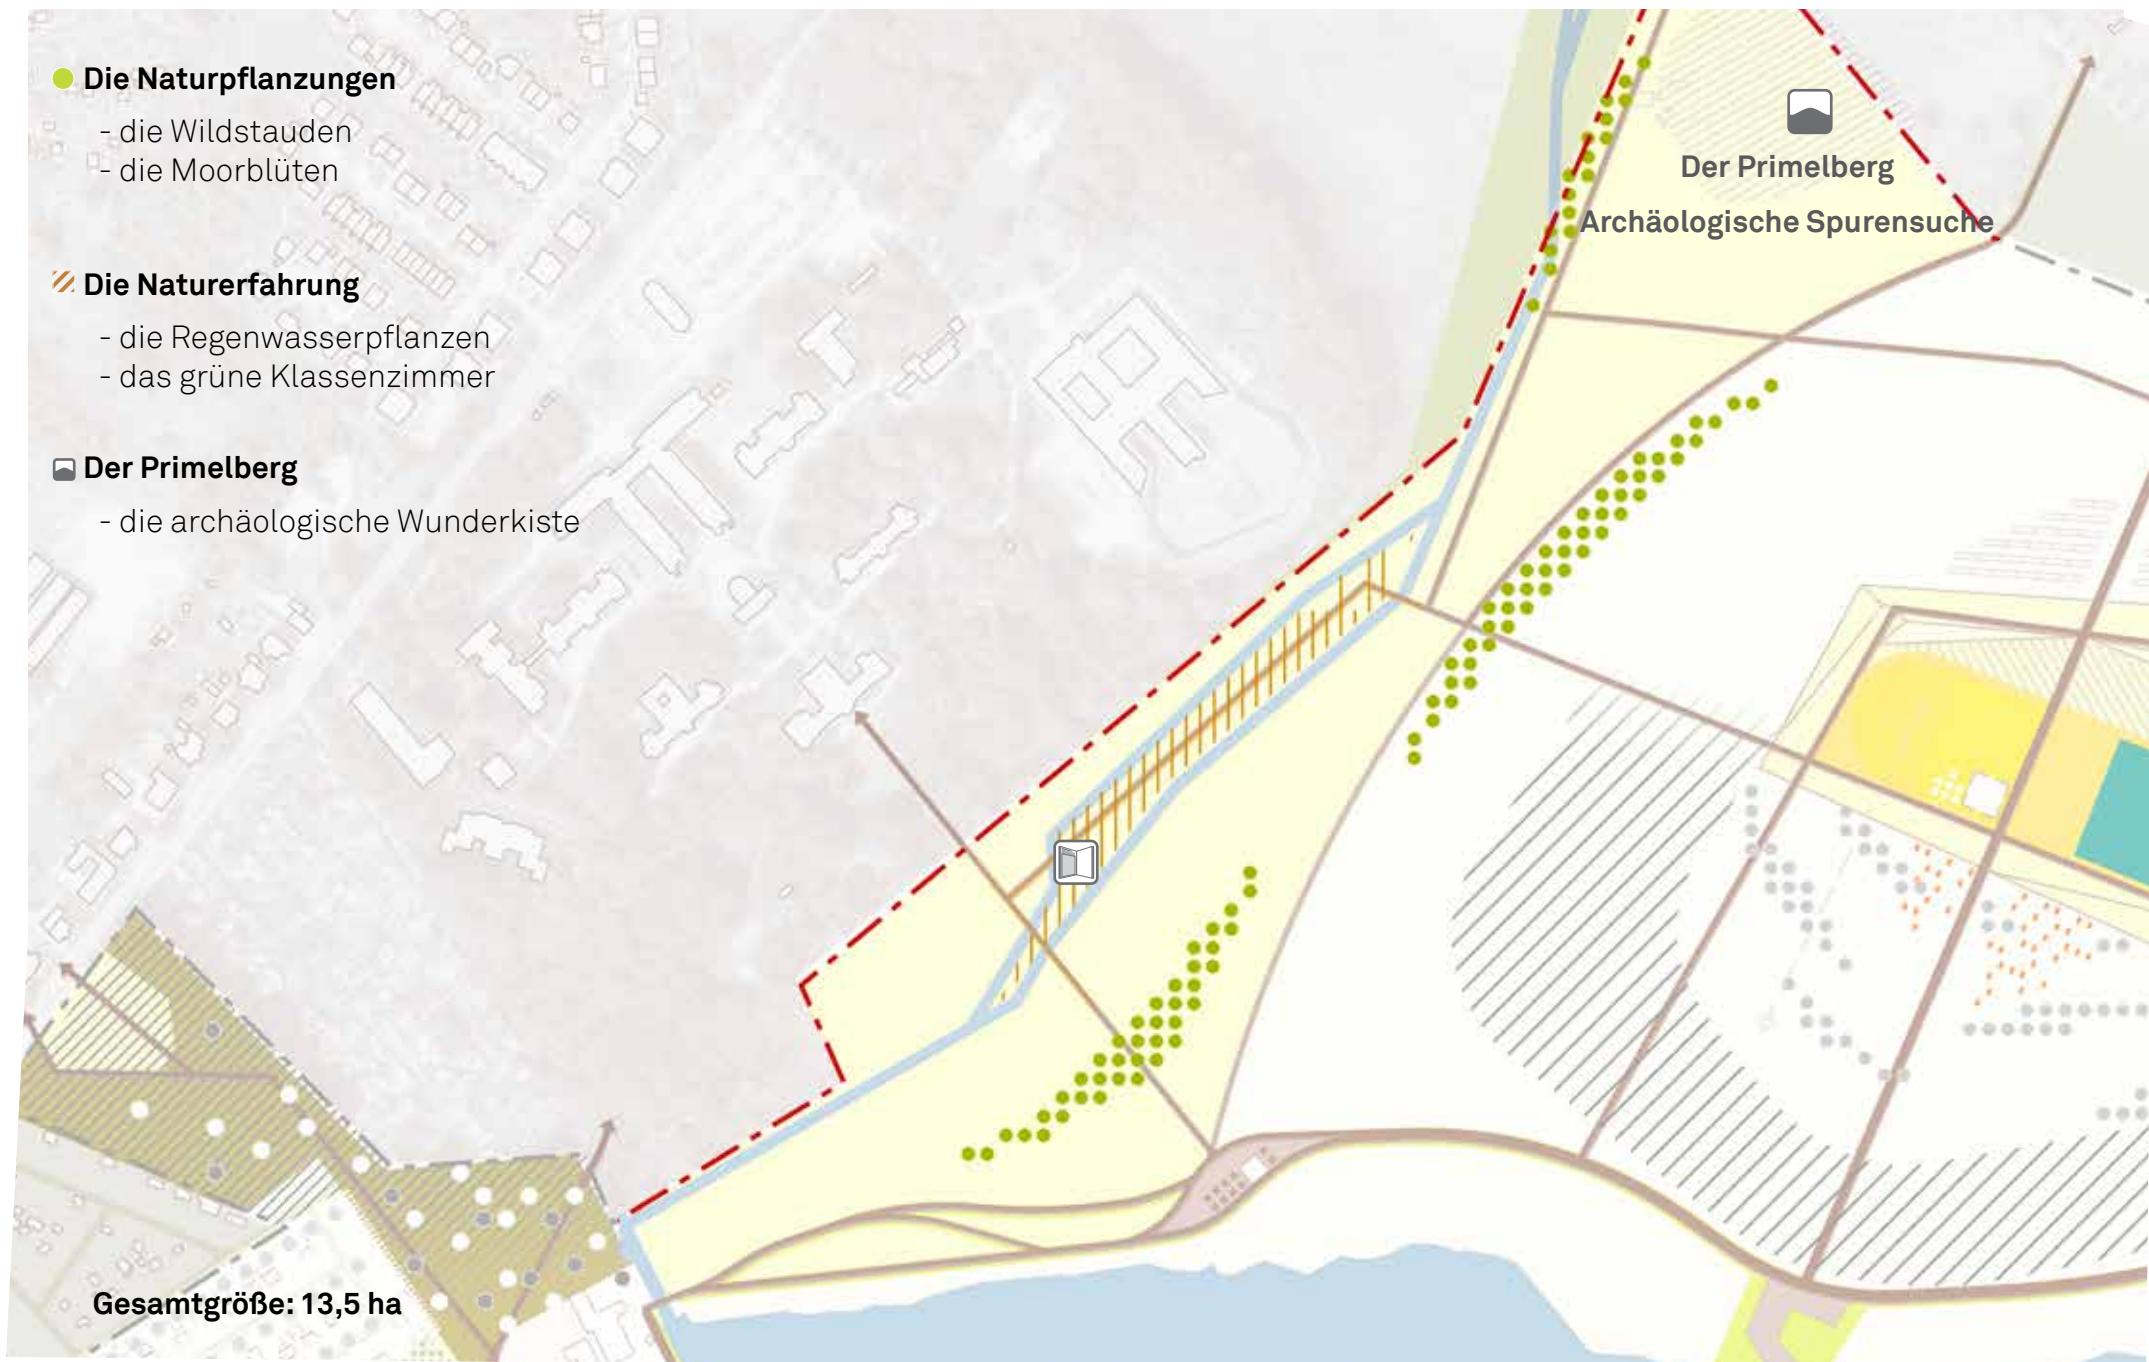 Die Naturpflanzungen
- die Wildstauden
- die Moorblüten
Die Naturerfahrung
- die Regenwasserpflanzen
- das grüne Klassenzimmer
Der Primelberg
- die archäologische Wunderkiste
Der Primelberg
Archäologische Spurensuche
Gesamtgröße: 13,5 ha